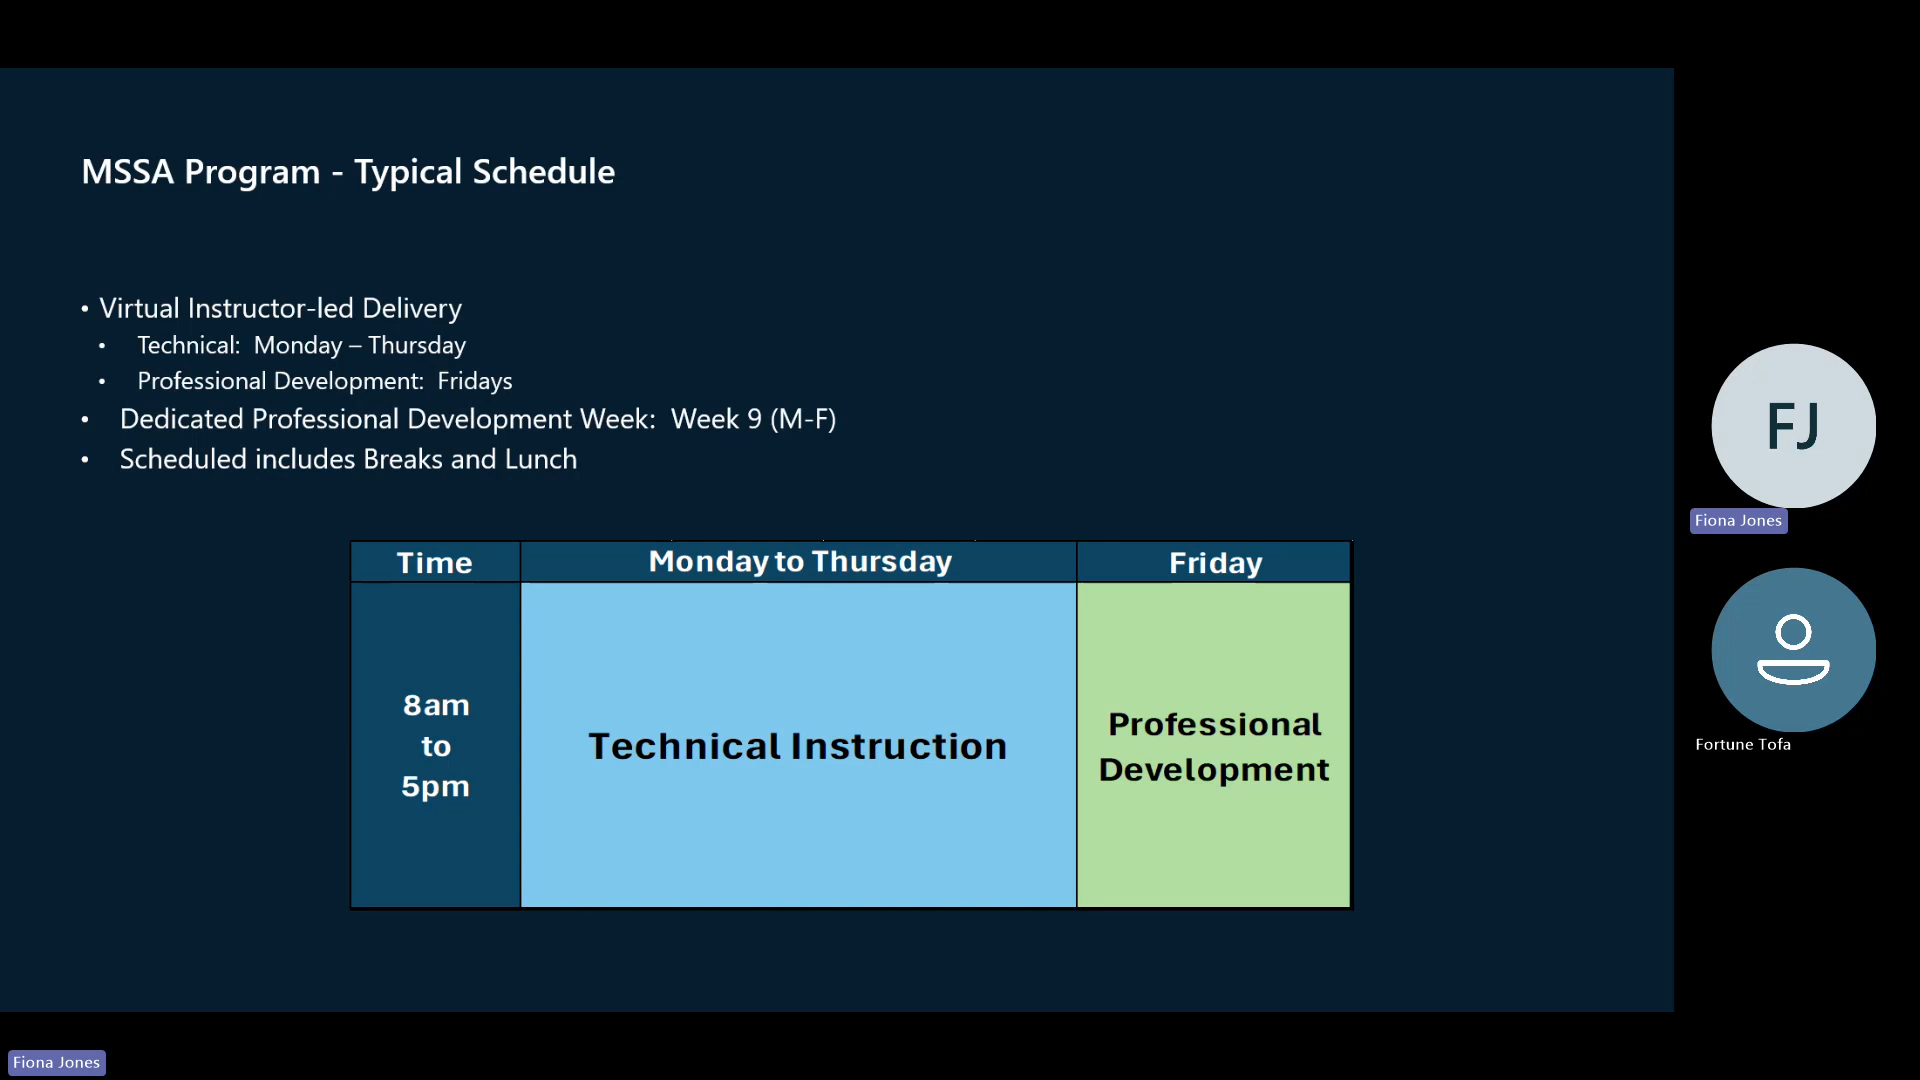 MSSA Program - Typical Schedule
• Virtual Instructor-led Delivery
• Technical: Monday – Thursday
• Professional Development: Fridays
• Dedicated Professional Development Week: Week 9 (M-F)
• Scheduled includes Breaks and Lunch
Time Monday to Thursday Friday
8am
to
5pm
Technical Instruction
Professional
Development
FJ
Fiona Jones
Fortune Tofa
Fiona Jones